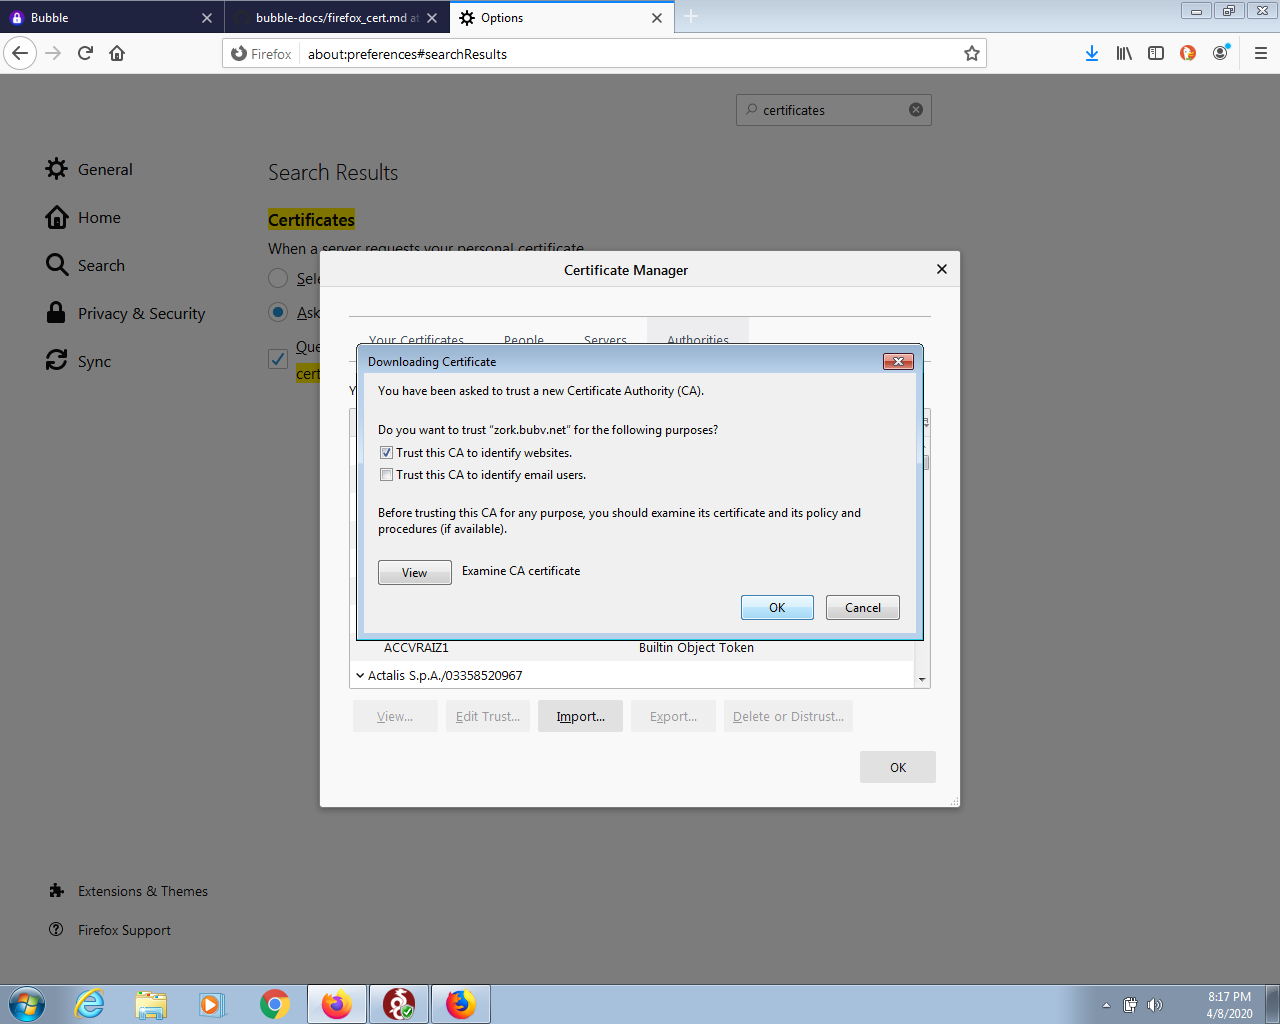 Bubble
bubble-docs/firefox_cert.md at
Options
Firefox
about:preferences#searchResults
certificates
General
Home
Search
Privacy & Security
Sync
Search Results
Certificates
When a server requests your personal certificate
Sele
Ask
Que
cert
Certificate Manager
Your Certificates
People
Servers
Authorities
Y
Downloading Certificate
You have been asked to trust a new Certificate Authority (CA).
Do you want to trust “zork.bubv.net” for the following purposes?
Trust this CA to identify websites.
Trust this CA to identify email users.
Before trusting this CA for any purpose, you should examine its certificate and its policy and
procedures (if available).
View
Examine CA certificate
OK
Cancel
ACCVRAIZ1
Builtin Object Token
Actalis S.p.A./03358520967
View...
Edit Trust...
Import...
Export...
Delete or Distrust...
OK
Extensions & Themes
Firefox Support
8:17 PM
4/8/2020